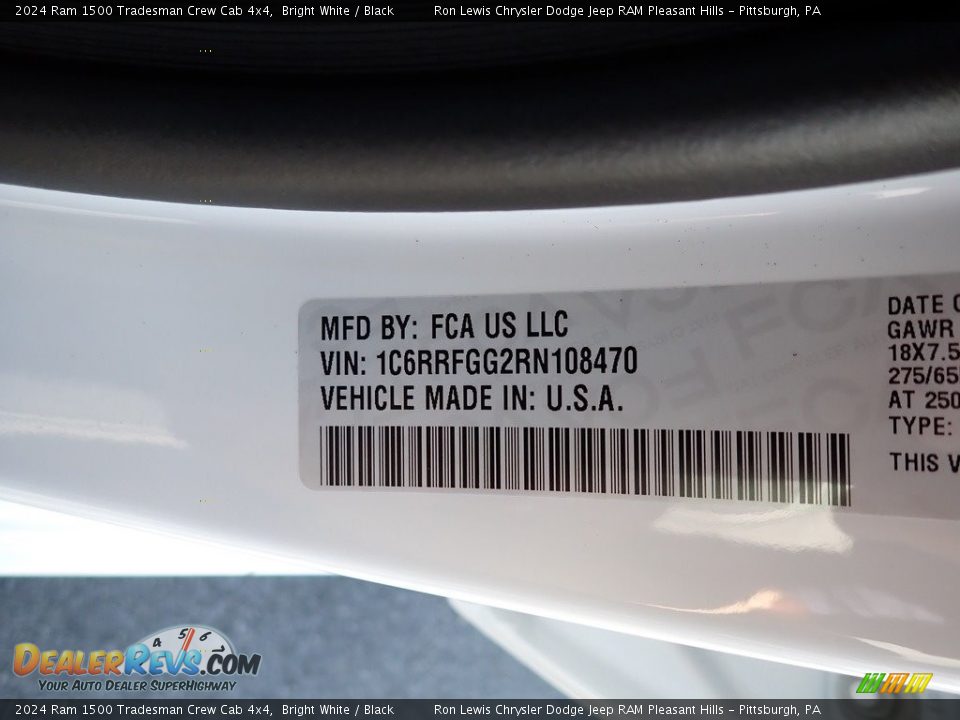 2024 Ram 1500 Tradesman Crew Cab 4x4, Bright White / Black Ron Lewis Chrysler Dodge Jeep RAM Pleasant Hills - Pittsburgh, PA
MFD BY: FCA US LLC
VIN: 1C6RRFGG2RN108470
VEHICLE MADE IN: U.S.A.
DATE
GAWR
18X7.5
275/65
AT 250
TYPE:
THIS V
4 5 6
DEALERREVS.COM
YOUR AUTO DEALER SUPERHIGHWAY
2024 Ram 1500 Tradesman Crew Cab 4x4, Bright White / Black Ron Lewis Chrysler Dodge Jeep RAM Pleasant Hills - Pittsburgh, PA